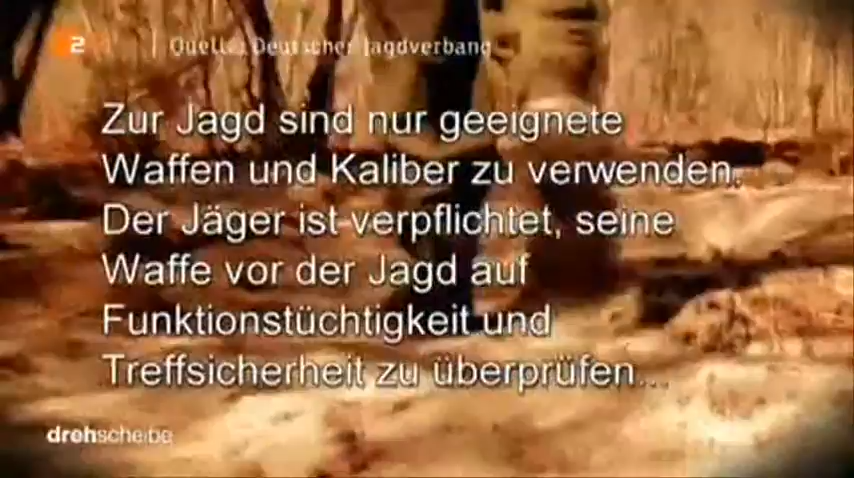 2 | Quelle: Deutscher Jagdverband
Zur Jagd sind nur geeignete
Waffen und Kaliber zu verwenden.
Der Jäger ist verpflichtet, seine
Waffe vor der Jagd auf
Funktionstüchtigkeit und
Treffsicherheit zu überprüfen...
drehscheibe